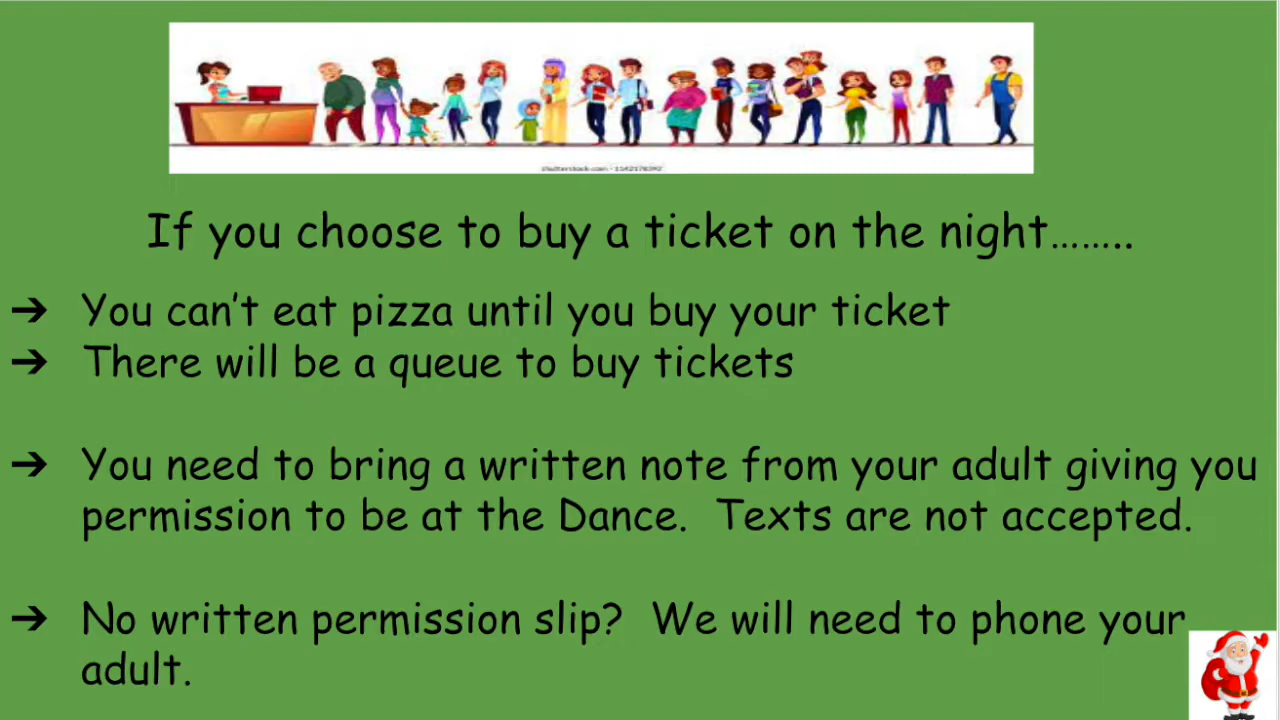 shutterstock.com · 1142176397
If you choose to buy a ticket on the night……..
➔ You can't eat pizza until you buy your ticket
➔ There will be a queue to buy tickets
➔ You need to bring a written note from your adult giving you
permission to be at the Dance. Texts are not accepted.
➔ No written permission slip? We will need to phone your
adult.